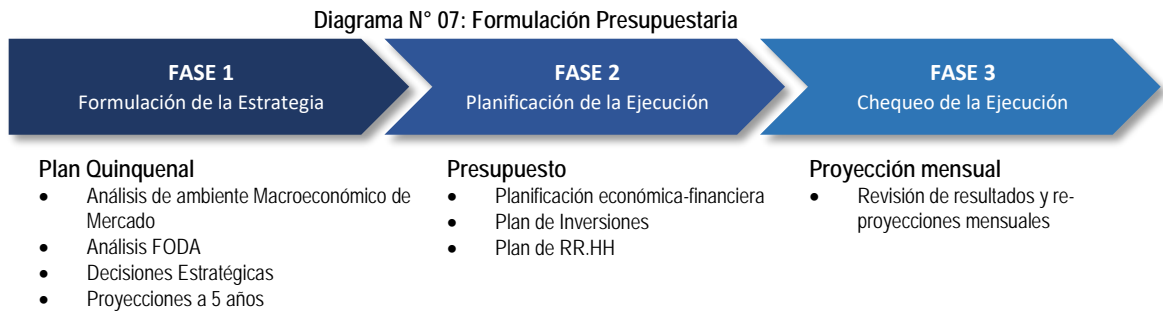 Diagrama N° 07: Formulación Presupuestaria
FASE 1
Formulación de la Estrategia
FASE 2
Planificación de la Ejecución
FASE 3
Chequeo de la Ejecución
Plan Quinquenal
• Análisis de ambiente Macroeconómico de
Mercado
• Análisis FODA
• Decisiones Estratégicas
• Proyecciones a 5 años
Presupuesto
• Planificación económica-financiera
• Plan de Inversiones
• Plan de RR.HH
Proyección mensual
• Revisión de resultados y re-
proyecciones mensuales